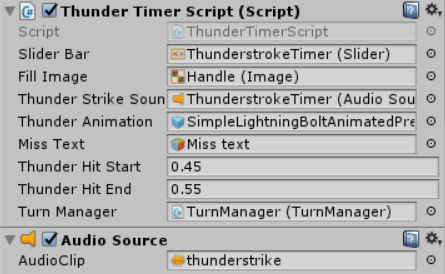 Thunder Timer Script (Script)
Script ThunderTimerScript
Slider Bar ThunderstrokeTimer (Slider)
Fill Image Handle (Image)
Thunder Strike Soun ThunderstrokeTimer (Audio Sou
Thunder Animation SimpleLightningBoltAnimatedPre
Miss Text Miss text
Thunder Hit Start 0.45
Thunder Hit End 0.55
Turn Manager TurnManager (TurnManager)
Audio Source
AudioClip thunderstrike